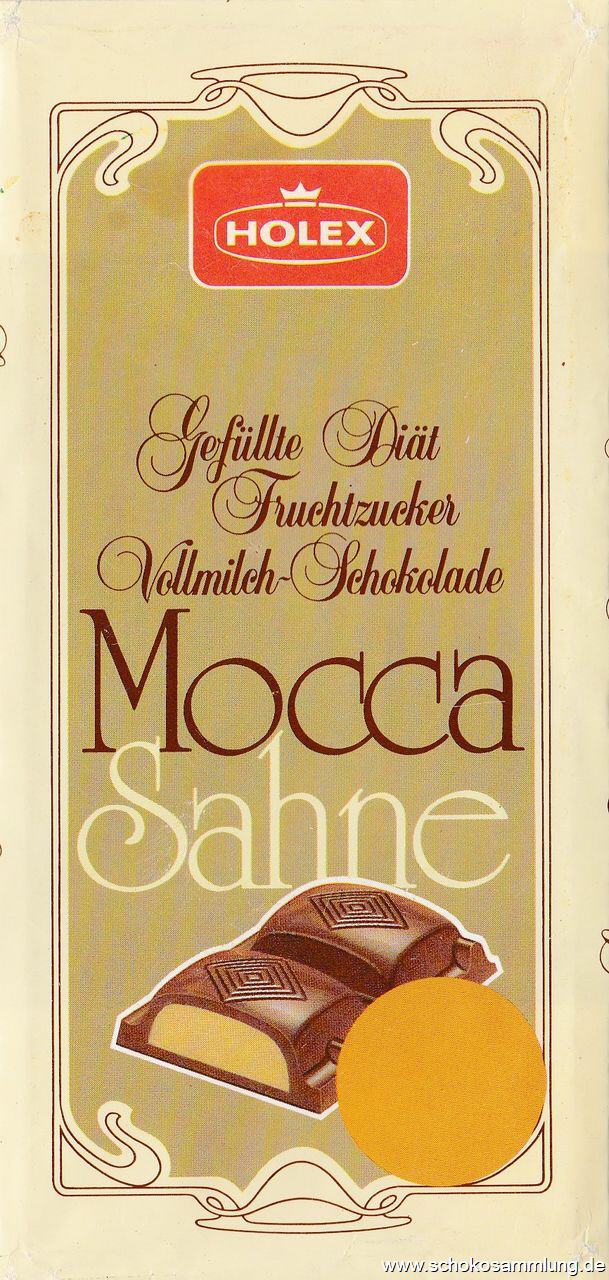 HOLEX
Gefüllte Diät
Fruchtzucker
Vollmilch-Schokolade
Mocca
Sahne
www.schokosammlung.de